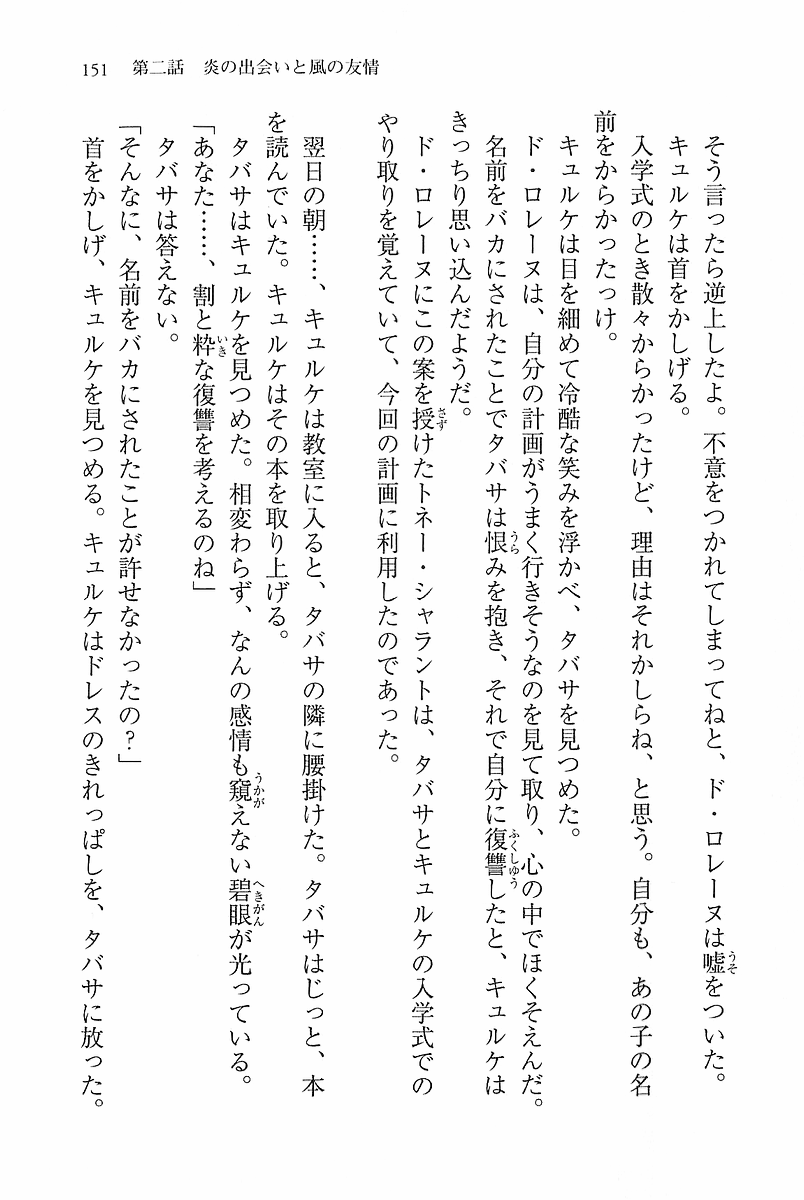 151 第二話 炎の出会いと風の友情
そう言ったら逆上したよ。不意をつかれてしまってねと、ド・ロレーヌは嘘をついた。
キュルケは首をかしげる。
入学式のとき散々からかったけど、理由はそれかしらね、と思う。自分も、あの子の名
前をからかったっけ。
キュルケは目を細めて冷酷な笑みを浮かべ、タバサを見つめた。
ド・ロレーヌは、自分の計画がうまく行きそうなのを見て取り、心の中でほくそえんだ。
名前をバカにされたことでタバサは恨みを抱き、それで自分に復讐したと、キュルケは
きっちり思い込んだようだ。
ド・ロレーヌにこの案を授けたトネー・シャラントは、タバサとキュルケの入学式での
やり取りを覚えていて、今回の計画に利用したのであった。
翌日の朝……、キュルケは教室に入ると、タバサの隣に腰掛けた。タバサはじっと、本
を読んでいた。キュルケはその本を取り上げる。
タバサはキュルケを見つめた。相変わらず、なんの感情も窺えない碧眼が光っている。
「あなた……、割と粋な復讐を考えるのね」
タバサは答えない。
「そんなに、名前をバカにされたことが許せなかったの？」
首をかしげ、キュルケを見つめる。キュルケはドレスのきれっぱしを、タバサに放った。